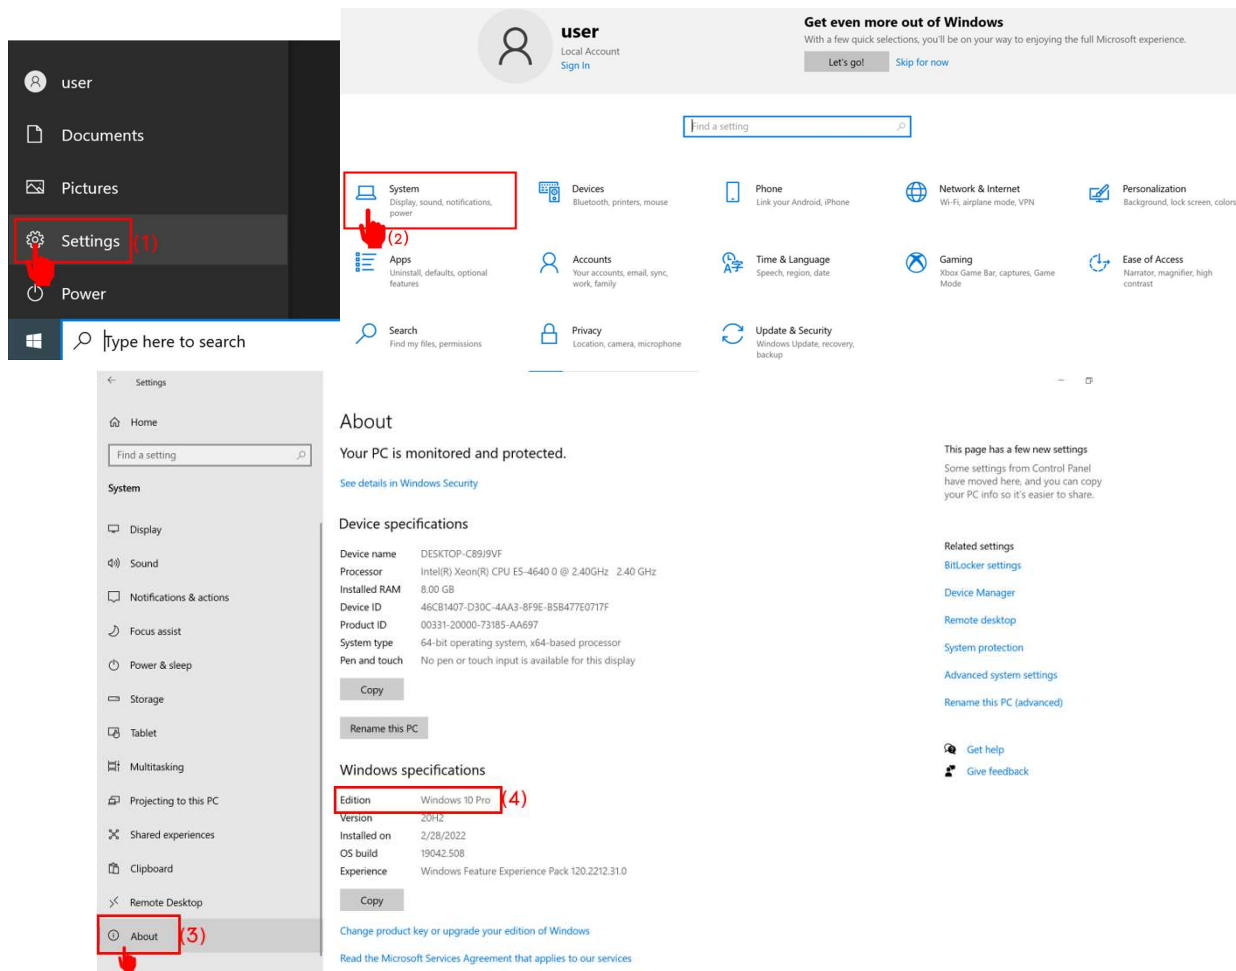 user
Documents
Pictures
Settings (1)
Power
Type here to search
user
Local Account
Sign In
Get even more out of Windows
With a few quick selections, you'll be on your way to enjoying the full Microsoft experience.
Let's go!
Skip for now
Find a setting
System
Display, sound, notifications,
power
(2)
Devices
Bluetooth, printers, mouse
Phone
Link your Android, iPhone
Network & Internet
Wi-Fi, airplane mode, VPN
Personalization
Background, lock screen, colors
Apps
Uninstall, defaults, optional
features
Accounts
Your accounts, email, sync,
work, family
Time & Language
Speech, region, date
Gaming
Xbox Game Bar, captures, Game
Mode
Ease of Access
Narrator, magnifier, high
contrast
Search
Find my files, permissions
Privacy
Location, camera, microphone
Update & Security
Windows Update, recovery,
backup
Settings
Home
Find a setting
System
Display
Sound
Notifications & actions
Focus assist
Power & sleep
Storage
Tablet
Multitasking
Projecting to this PC
Shared experiences
Clipboard
Remote Desktop
About (3)
About
Your PC is monitored and protected.
See details in Windows Security
Device specifications
Device name DESKTOP-C89J9VF
Processor Intel(R) Xeon(R) CPU E5-4640 0 @ 2.40GHz 2.40 GHz
Installed RAM 8.00 GB
Device ID 46CB1407-D30C-4AA3-8F9E-B5B477E0717F
Product ID 00331-20000-73185-AA697
System type 64-bit operating system, x64-based processor
Pen and touch No pen or touch input is available for this display
Copy
Rename this PC
Windows specifications
Edition Windows 10 Pro (4)
Version 20H2
Installed on 2/28/2022
OS build 19042.508
Experience Windows Feature Experience Pack 120.2212.31.0
Copy
Change product key or upgrade your edition of Windows
Read the Microsoft Services Agreement that applies to our services
This page has a few new settings
Some settings from Control Panel
have moved here, and you can copy
your PC info so it's easier to share.
Related settings
BitLocker settings
Device Manager
Remote desktop
System protection
Advanced system settings
Rename this PC (advanced)
Get help
Give feedback